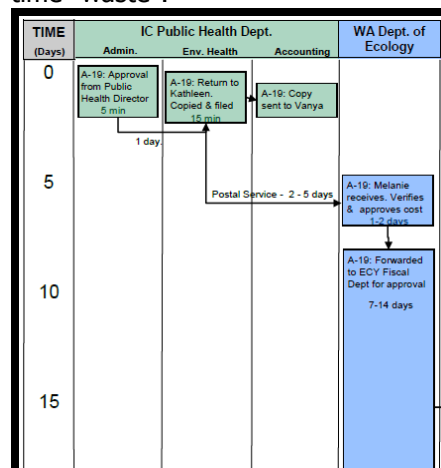 TIME
(Days)
IC Public Health Dept.
Admin.
Env. Health
Accounting
WA Dept. of
Ecology
0
A-19: Approval
from Public
Health Director
5 min
A-19: Return to
Kathleen.
Copied & filed
15 min
A-19: Copy
sent to Vanya
1 day
5
Postal Service - 2 - 5 days
A-19: Melanie
receives. Verifies
& approves cost
1-2 days
A-19: Forwarded
to ECY Fiscal
Dept for approval
7-14 days
10
15